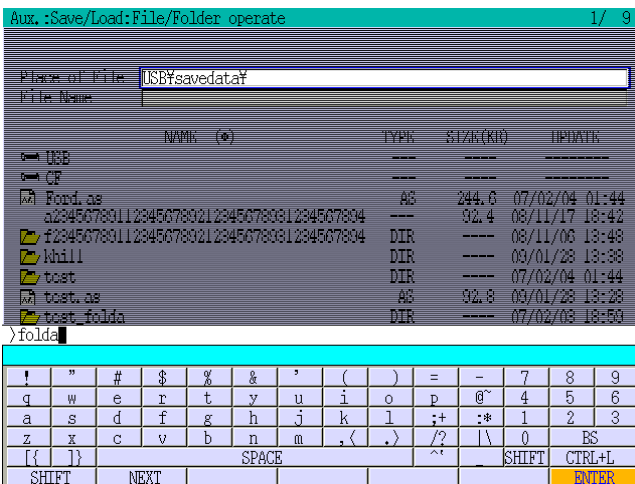 Aux.:Save/Load:File/Folder operate 1/ 9
Place of File USB¥savedata¥
File Name
NAME (*) TYPE SIZE(KB) UPDATE
USB --- ---- --------
CF --- ---- --------
Ford.as AS 244.6 07/02/04 01:44
a234567891123456789212345678931234567894 --- 92.4 08/11/17 18:42
f234567891123456789212345678931234567894 DIR ---- 08/11/06 13:48
khill DIR ---- 09/01/28 13:38
test DIR ---- 07/02/04 01:44
test.as AS 92.8 09/01/28 13:28
test_folda DIR ---- 07/02/03 18:59
>folda
! " # $ % & ' ( ) = - 7 8 9
q w e r t y u i o p @~ 4 5 6
a s d f g h j k l ;+ :* 1 2 3
z x c v b n m ,< .> /? |\ 0 BS
[{ ]} SPACE ^` _ SHIFT CTRL+L
SHIFT NEXT ENTER